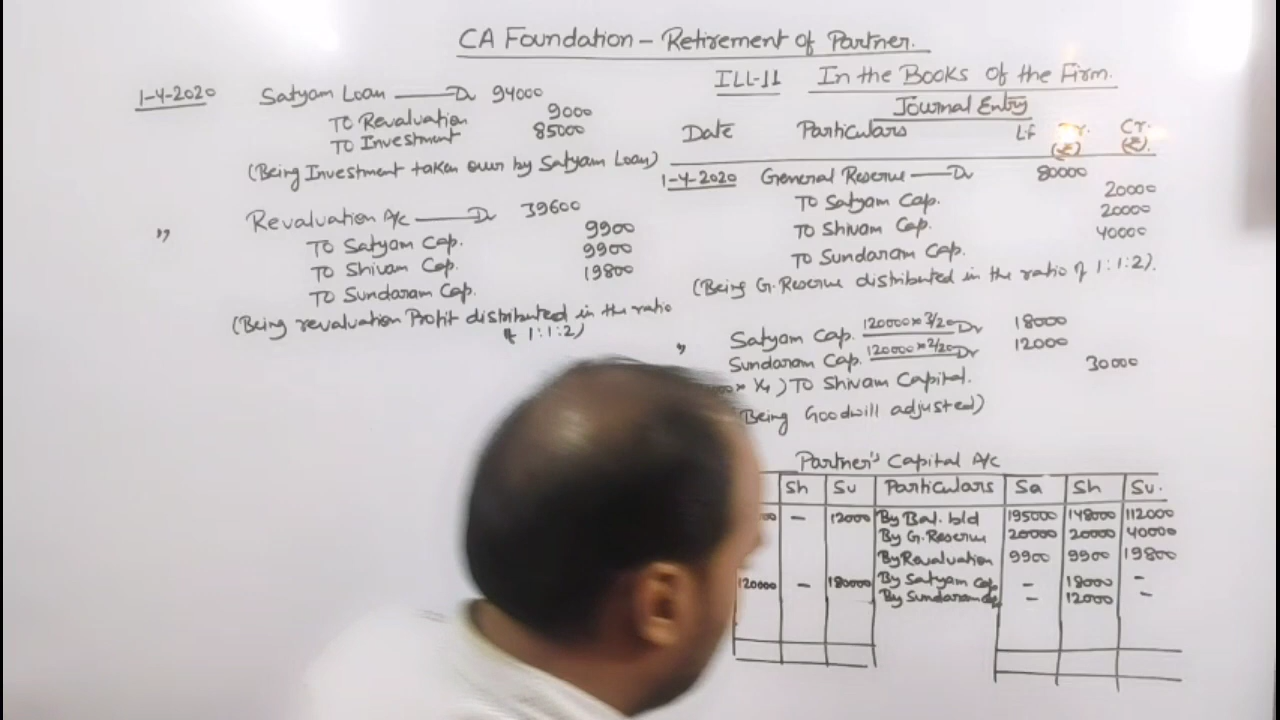 CA Foundation - Retirement of Partner.
1-4-2020 Satyam Loan Dr 94000
To Revaluation 9000
To Investment 85000
(Being Investment taken over by Satyam Loan)
" Revaluation A/c Dr 39600
To Satyam Cap. 9900
To Shivam Cap. 9900
To Sundaram Cap. 19800
(Being revaluation Profit distributed in the ratio
of 1:1:2)
ILL-11 In the Books of the Firm.
Journal Entry
Date Particulars Lf Dr. (₹) Cr. (₹).
1-4-2020 General Reserve Dr 80000
To Satyam Cap. 20000
To Shivam Cap. 20000
To Sundaram Cap. 40000
(Being G. Reserve distributed in the ratio of 1:1:2).
" Satyam Cap. 120000×3/20 Dr 18000
Sundaram Cap. 120000×2/20 Dr 12000
To Shivam Capital. 30000
(Being Goodwill adjusted)
Partner's Capital A/c
Sh Su Particulars Sa Sh Su.
- 12000 By Bal. b/d 195000 148000 112000
By G. Reserve 20000 20000 40000
By Revaluation 9900 9900 19800
120000 - 180000 By Satyam Cap. - 18000 -
By Sundaram Cap - 12000 -